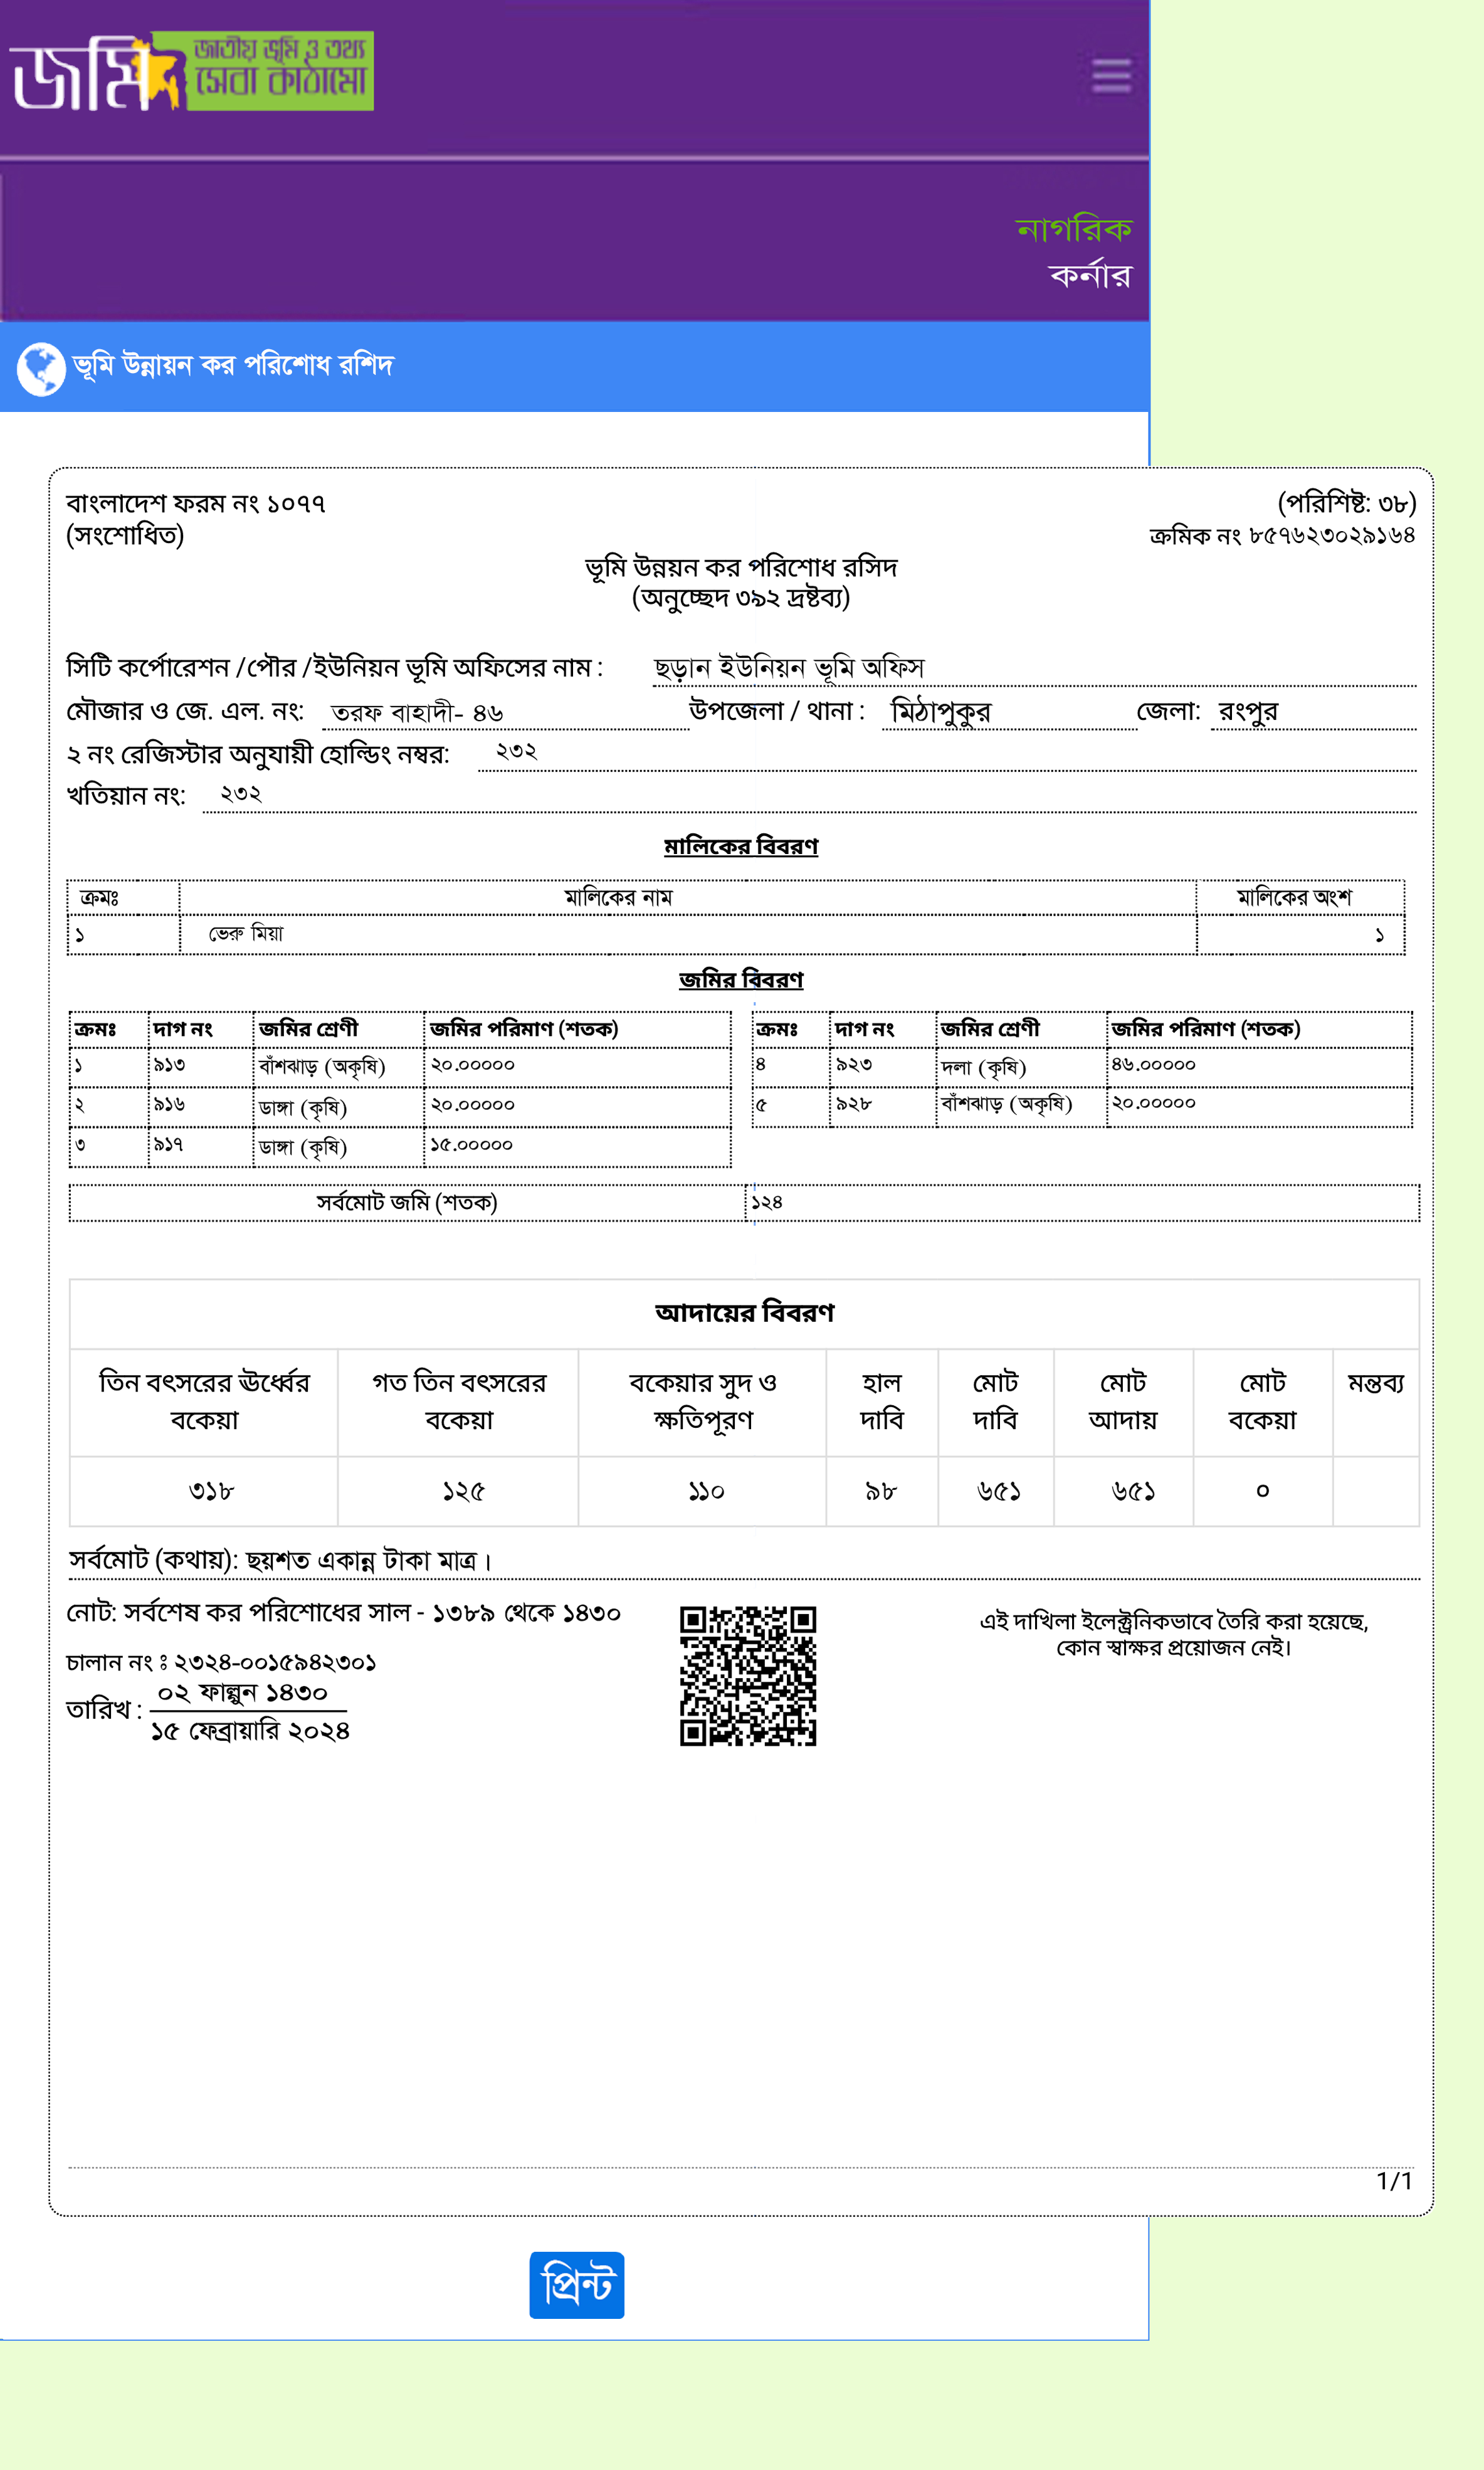 জমি জাতীয় ভূমি ও তথ্য
সেবা কাঠামো
নাগরিক
কর্নার
ভূমি উন্নায়ন কর পরিশোধ রশিদ
বাংলাদেশ ফরম নং ১০৭৭
(সংশোধিত)
(পরিশিষ্ট: ৩৮)
ক্রমিক নং ৮৫৭৬২৩০২৯১৬৪
ভূমি উন্নয়ন কর পরিশোধ রসিদ
(অনুচ্ছেদ ৩৯২ দ্রষ্টব্য)
সিটি কর্পোরেশন /পৌর /ইউনিয়ন ভূমি অফিসের নাম : ছড়ান ইউনিয়ন ভূমি অফিস
মৌজার ও জে. এল. নং: তরফ বাহাদী- ৪৬ উপজেলা / থানা : মিঠাপুকুর জেলা: রংপুর
২ নং রেজিস্টার অনুযায়ী হোল্ডিং নম্বর: ২৩২
খতিয়ান নং: ২৩২
মালিকের বিবরণ
ক্রমঃ মালিকের নাম মালিকের অংশ
১ ভেরু মিয়া ১
জমির বিবরণ
ক্রমঃ দাগ নং জমির শ্রেণী জমির পরিমাণ (শতক) ক্রমঃ দাগ নং জমির শ্রেণী জমির পরিমাণ (শতক)
১ ৯১৩ বাঁশঝাড় (অকৃষি) ২০.০০০০০ ৪ ৯২৩ দলা (কৃষি) ৪৬.০০০০০
২ ৯১৬ ডাঙ্গা (কৃষি) ২০.০০০০০ ৫ ৯২৮ বাঁশঝাড় (অকৃষি) ২০.০০০০০
৩ ৯১৭ ডাঙ্গা (কৃষি) ১৫.০০০০০
সর্বমোট জমি (শতক) ১২৪
আদায়ের বিবরণ
তিন বৎসরের ঊর্ধ্বের গত তিন বৎসরের বকেয়ার সুদ ও হাল মোট মোট মোট মন্তব্য
বকেয়া বকেয়া ক্ষতিপূরণ দাবি দাবি আদায় বকেয়া
৩১৮ ১২৫ ১১০ ৯৮ ৬৫১ ৬৫১ ০
সর্বমোট (কথায়): ছয়শত একান্ন টাকা মাত্র ।
নোট: সর্বশেষ কর পরিশোধের সাল - ১৩৮৯ থেকে ১৪৩০
চালান নং ঃ ২৩২৪-০০১৫৯৪২৩০১
তারিখ : ০২ ফাল্গুন ১৪৩০
১৫ ফেব্রায়ারি ২০২৪
এই দাখিলা ইলেক্ট্রনিকভাবে তৈরি করা হয়েছে,
কোন স্বাক্ষর প্রয়োজন নেই।
1/1
প্রিন্ট